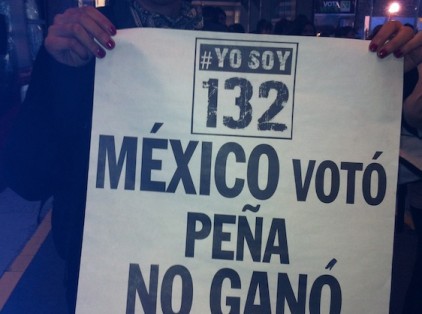 #YO SOY
132
MÉXICO VOTÓ
PEÑA
NO GANÓ